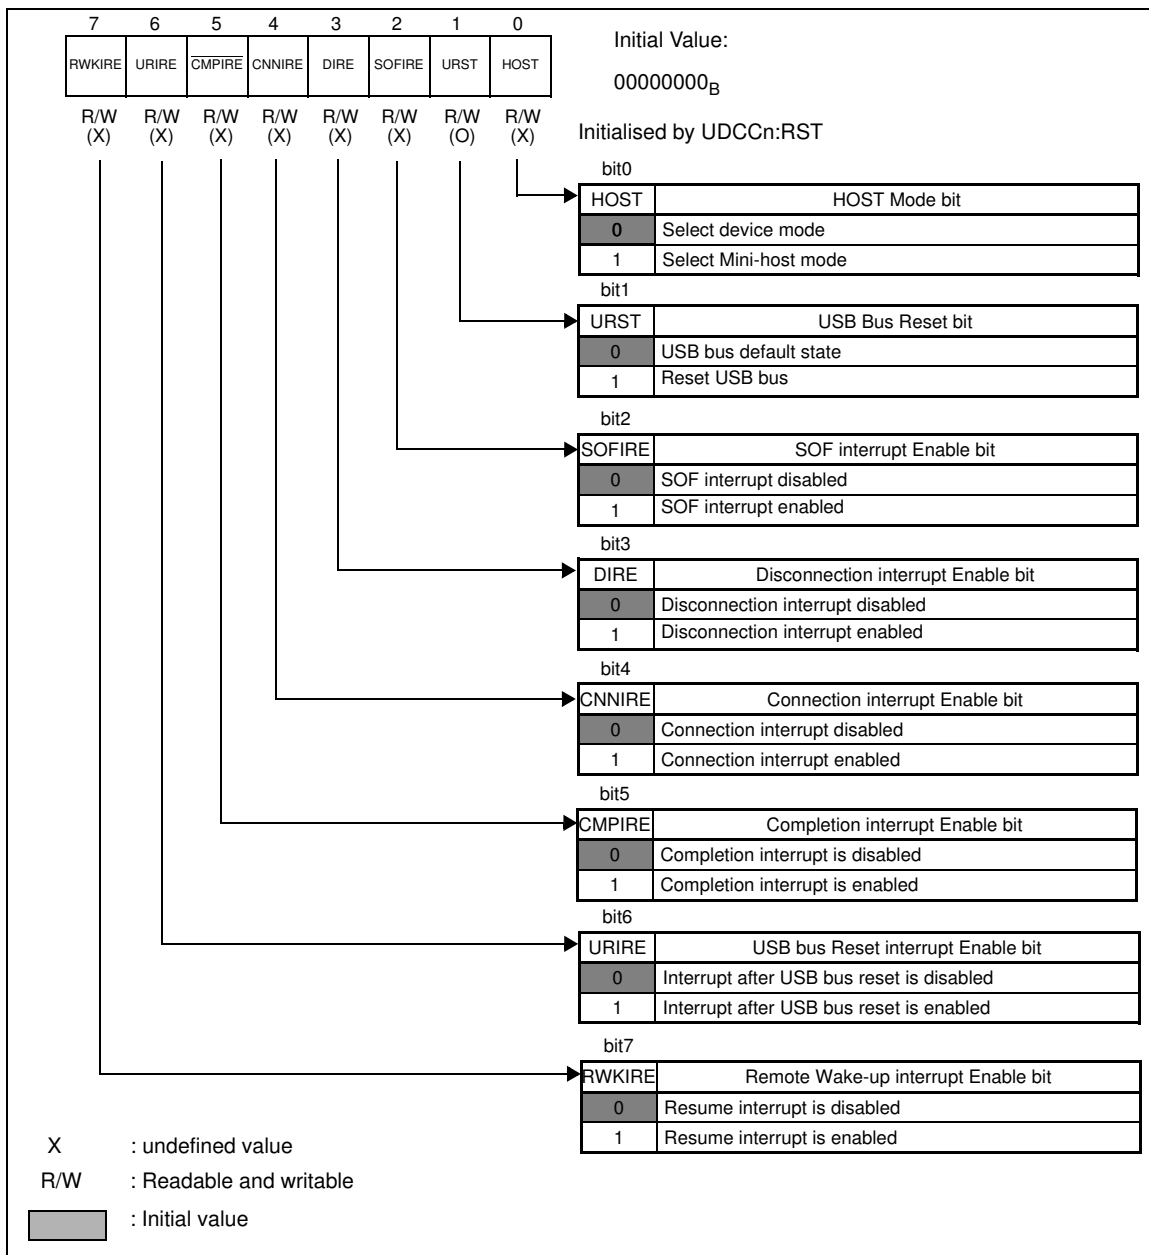 7 6 5 4 3 2 1 0
RWKIRE URIRE CMPIRE CNNIRE DIRE SOFIRE URST HOST
R/W R/W R/W R/W R/W R/W R/W R/W
(X) (X) (X) (X) (X) (X) (O) (X)
Initial Value:
00000000B
Initialised by UDCCn:RST
bit0
HOST HOST Mode bit
0 Select device mode
1 Select Mini-host mode
bit1
URST USB Bus Reset bit
0 USB bus default state
1 Reset USB bus
bit2
SOFIRE SOF interrupt Enable bit
0 SOF interrupt disabled
1 SOF interrupt enabled
bit3
DIRE Disconnection interrupt Enable bit
0 Disconnection interrupt disabled
1 Disconnection interrupt enabled
bit4
CNNIRE Connection interrupt Enable bit
0 Connection interrupt disabled
1 Connection interrupt enabled
bit5
CMPIRE Completion interrupt Enable bit
0 Completion interrupt is disabled
1 Completion interrupt is enabled
bit6
URIRE USB bus Reset interrupt Enable bit
0 Interrupt after USB bus reset is disabled
1 Interrupt after USB bus reset is enabled
bit7
RWKIRE Remote Wake-up interrupt Enable bit
0 Resume interrupt is disabled
1 Resume interrupt is enabled
X : undefined value
R/W : Readable and writable
: Initial value